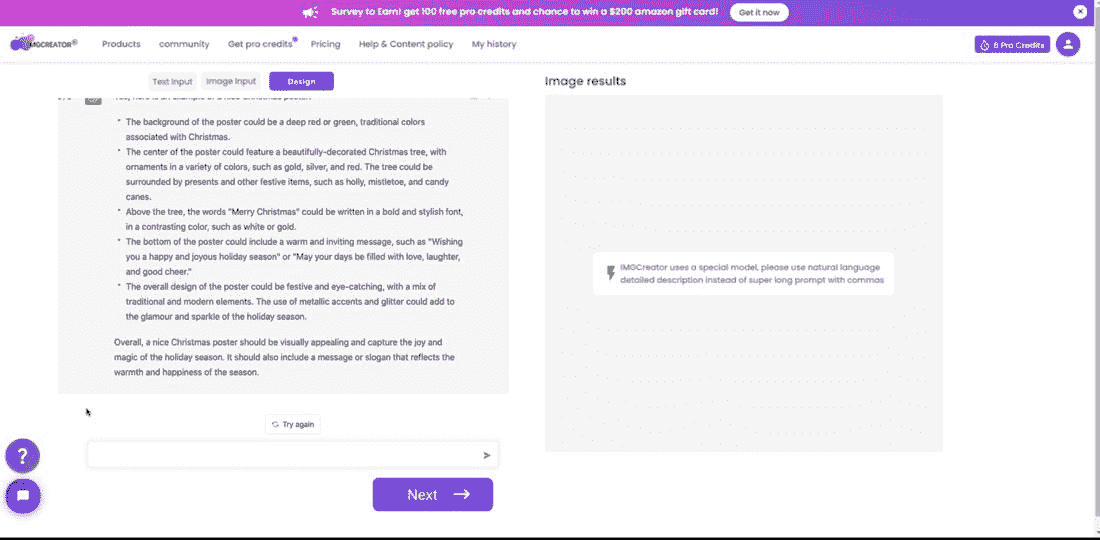 Survey to Earn! get 100 free pro credits and chance to win a $200 amazon gift card!
Get it now
IMGCREATOR
Products
community
Get pro credits
Pricing
Help & Content policy
My history
6 Pro Credits
Text Input
Image Input
Design
Image results
• The background of the poster could be a deep red or green, traditional colors
associated with Christmas.
• The center of the poster could feature a beautifully-decorated Christmas tree, with
ornaments in a variety of colors, such as gold, silver, and red. The tree could be
surrounded by presents and other festive items, such as holly, mistletoe, and candy
canes.
• Above the tree, the words "Merry Christmas" could be written in a bold and stylish font,
in a contrasting color, such as white or gold.
• The bottom of the poster could include a warm and inviting message, such as "Wishing
you a happy and joyous holiday season" or "May your days be filled with love, laughter,
and good cheer."
• The overall design of the poster could be festive and eye-catching, with a mix of
traditional and modern elements. The use of metallic accents and glitter could add to
the glamour and sparkle of the holiday season.
Overall, a nice Christmas poster should be visually appealing and capture the joy and
magic of the holiday season. It should also include a message or slogan that reflects the
warmth and happiness of the season.
Try again
Next
IMGCreator uses a special model, please use natural language
detailed description instead of super long prompt with commas